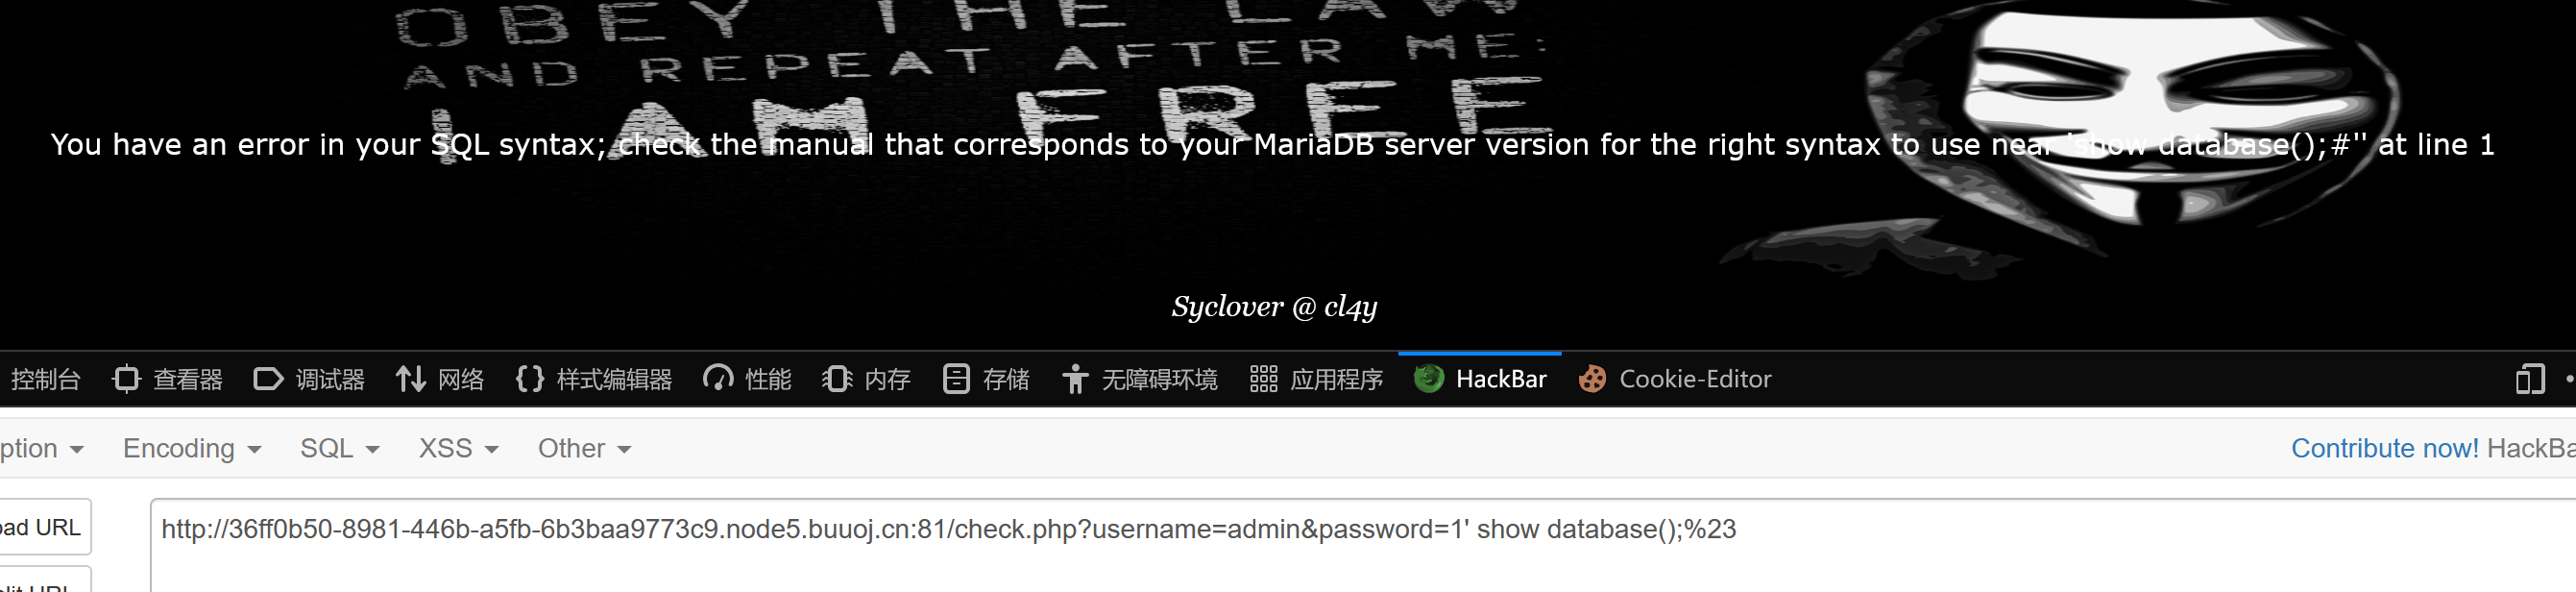 OBEY THE LAW
AND REPEAT AFTER ME:
I AM FREE
You have an error in your SQL syntax; check the manual that corresponds to your MariaDB server version for the right syntax to use near 'show database();#'' at line 1
Syclover @ cl4y
控制台 查看器 调试器 网络 样式编辑器 性能 内存 存储 无障碍环境 应用程序 HackBar Cookie-Editor
ption Encoding SQL XSS Other Contribute now! HackBa
oad URL http://36ff0b50-8981-446b-a5fb-6b3baa9773c9.node5.buuoj.cn:81/check.php?username=admin&password=1' show database();%23
plit URL